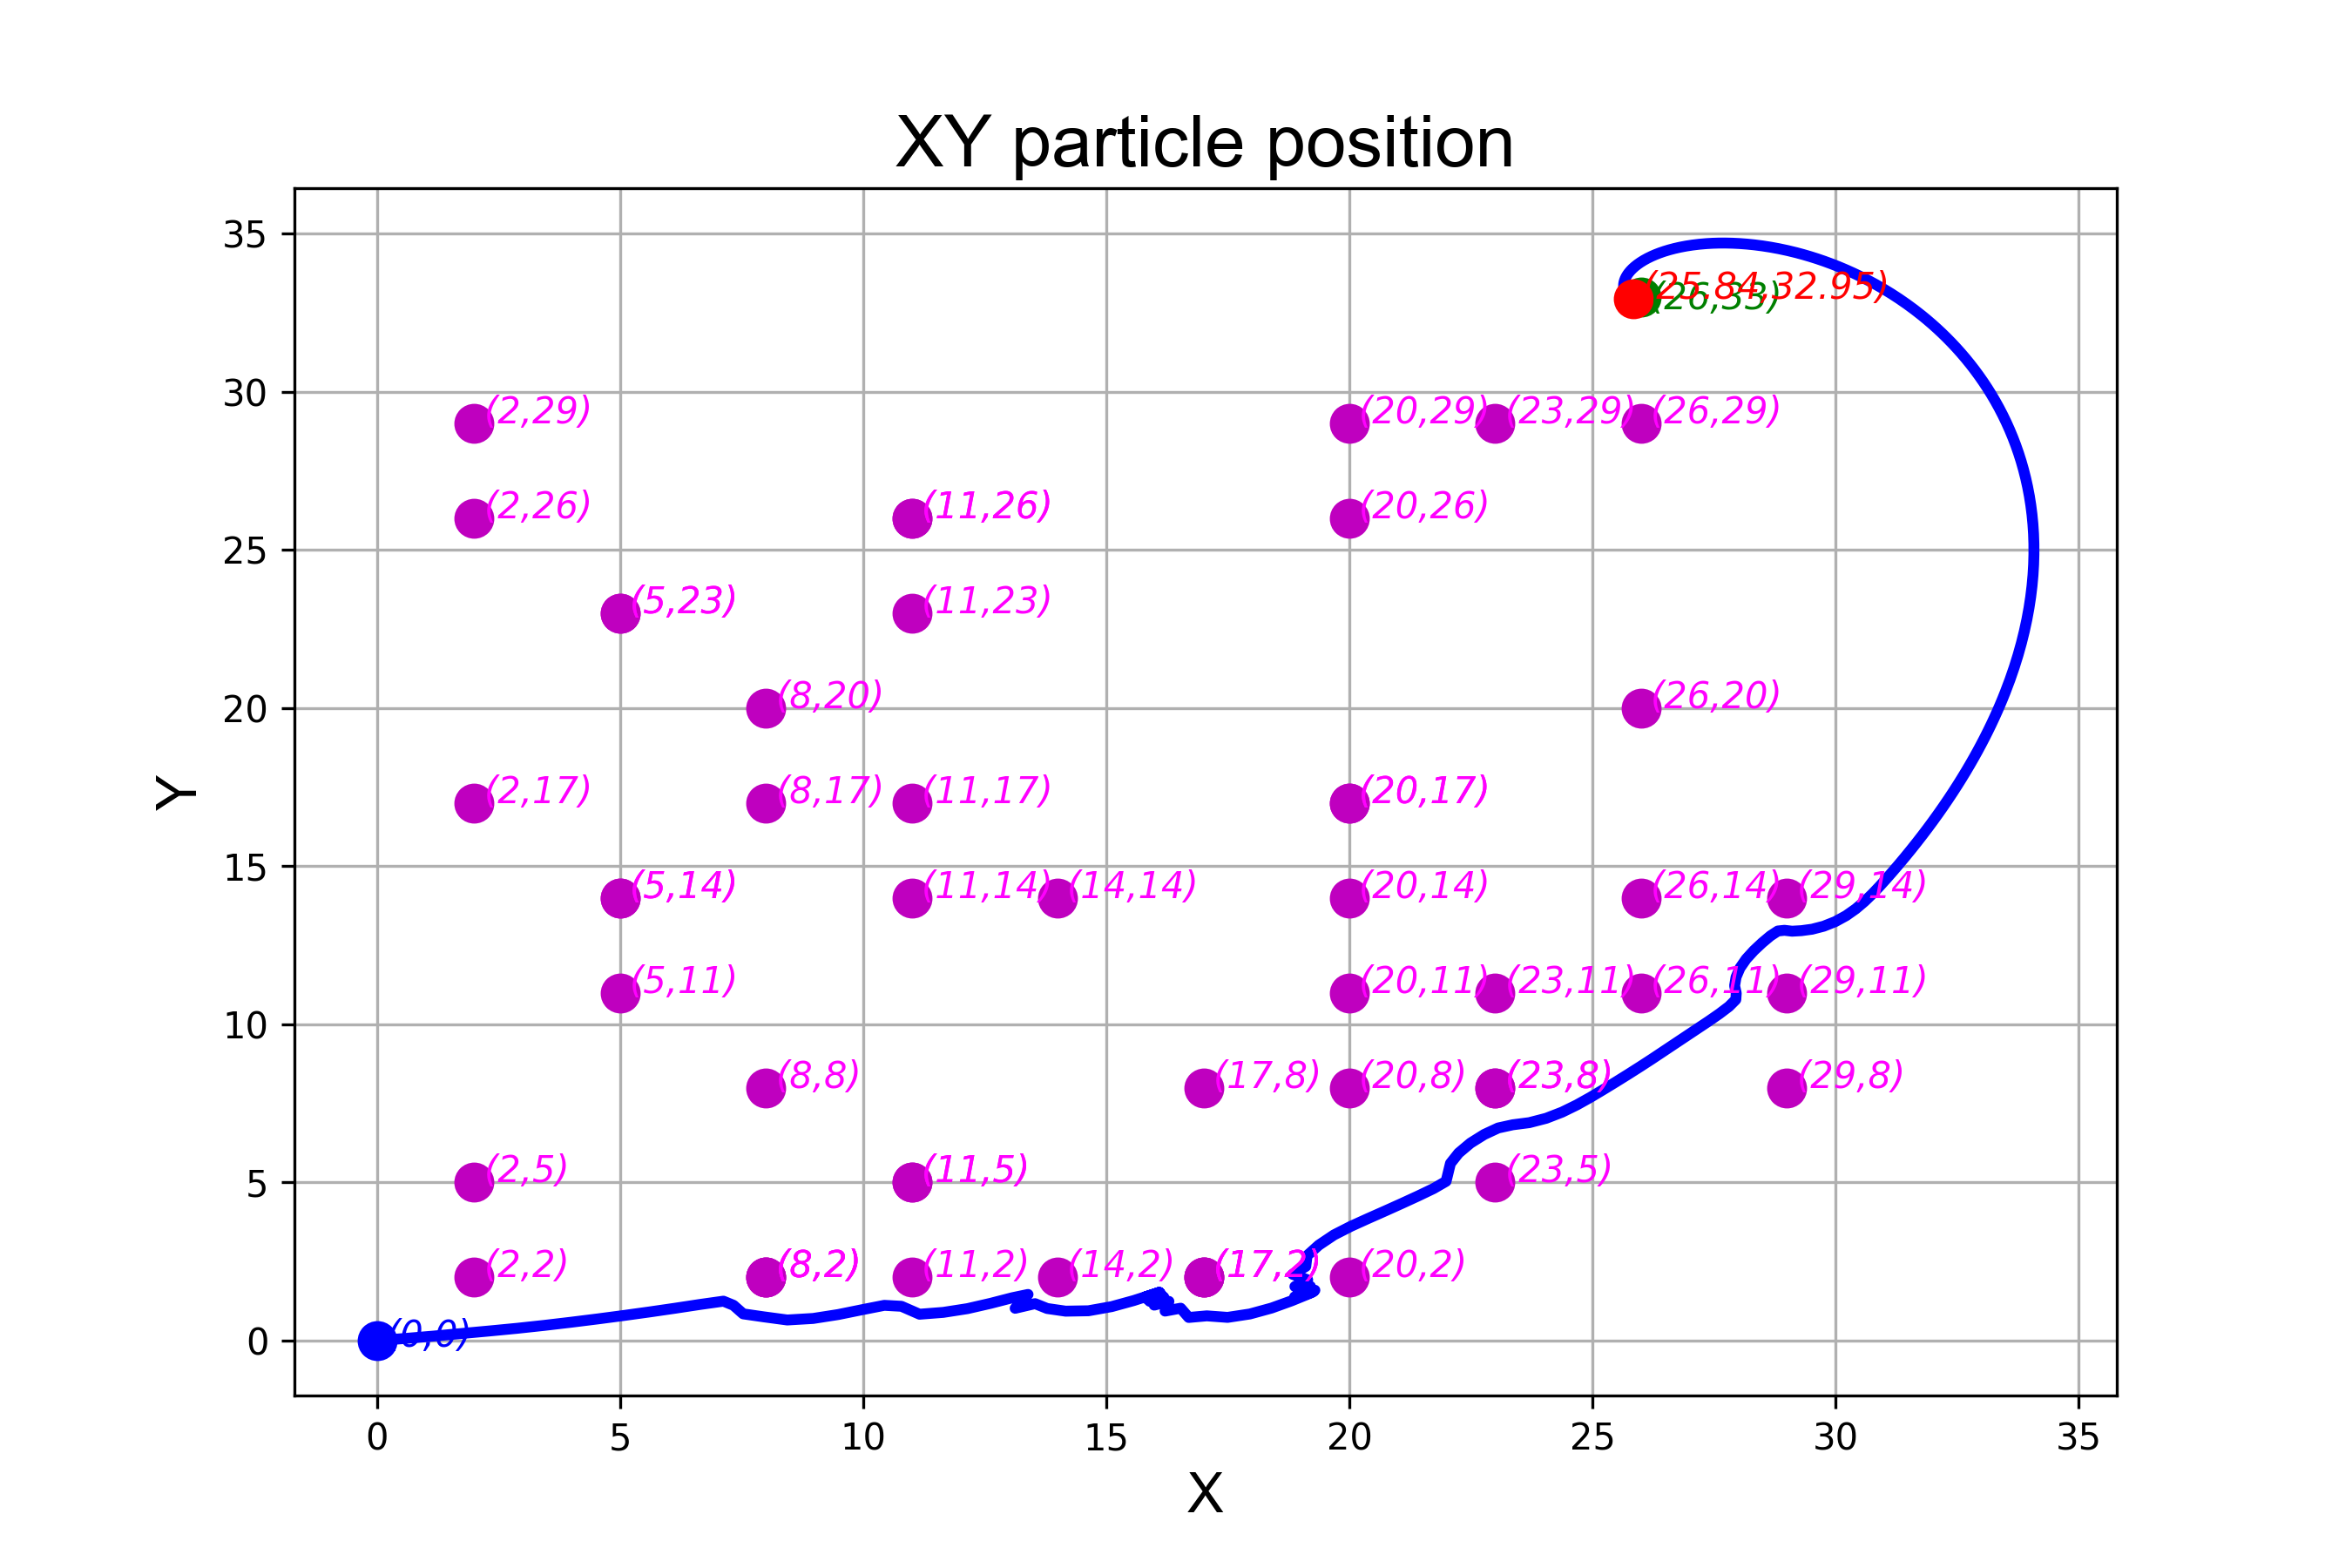 XY particle position
35
(25.84,32.95)
(26,33)
30
(2,29) (20,29) (23,29) (26,29)
(2,26) (11,26) (20,26)
25
(5,23) (11,23)
20
(8,20) (26,20)
(2,17) (8,17) (11,17) (20,17)
Y
15
(5,14) (11,14) (14,14) (20,14) (26,14) (29,14)
(5,11) (20,11) (23,11) (26,11) (29,11)
10
(8,8) (17,8) (20,8) (23,8) (29,8)
5
(2,5) (11,5) (23,5)
(2,2) (8,2) (11,2) (14,2) (17,2) (20,2)
0
(0,0)
0 5 10 15 20 25 30 35
X